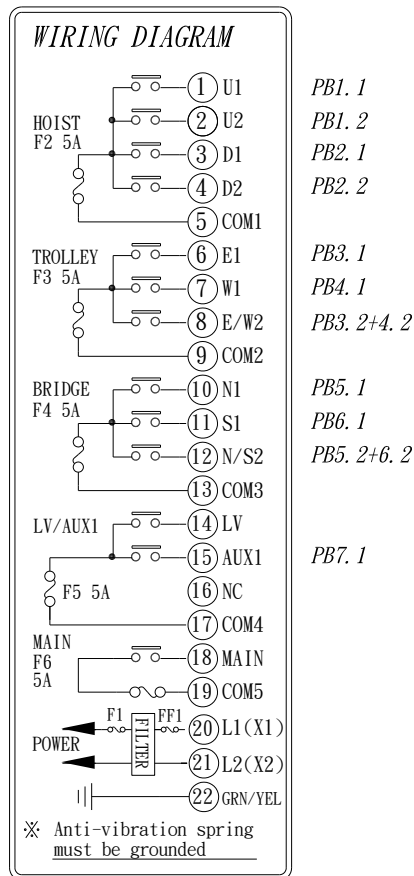 WIRING DIAGRAM
1 U1 PB1.1
HOIST 2 U2 PB1.2
F2 5A 3 D1 PB2.1
4 D2 PB2.2
5 COM1
TROLLEY 6 E1 PB3.1
F3 5A 7 W1 PB4.1
8 E/W2 PB3.2+4.2
9 COM2
BRIDGE 10 N1 PB5.1
F4 5A 11 S1 PB6.1
12 N/S2 PB5.2+6.2
13 COM3
LV/AUX1 14 LV
15 AUX1 PB7.1
F5 5A 16 NC
17 COM4
MAIN 18 MAIN
F6
5A 19 COM5
F1 FF1 20 L1(X1)
POWER FILTER 21 L2(X2)
22 GRN/YEL
※ Anti-vibration spring
must be grounded